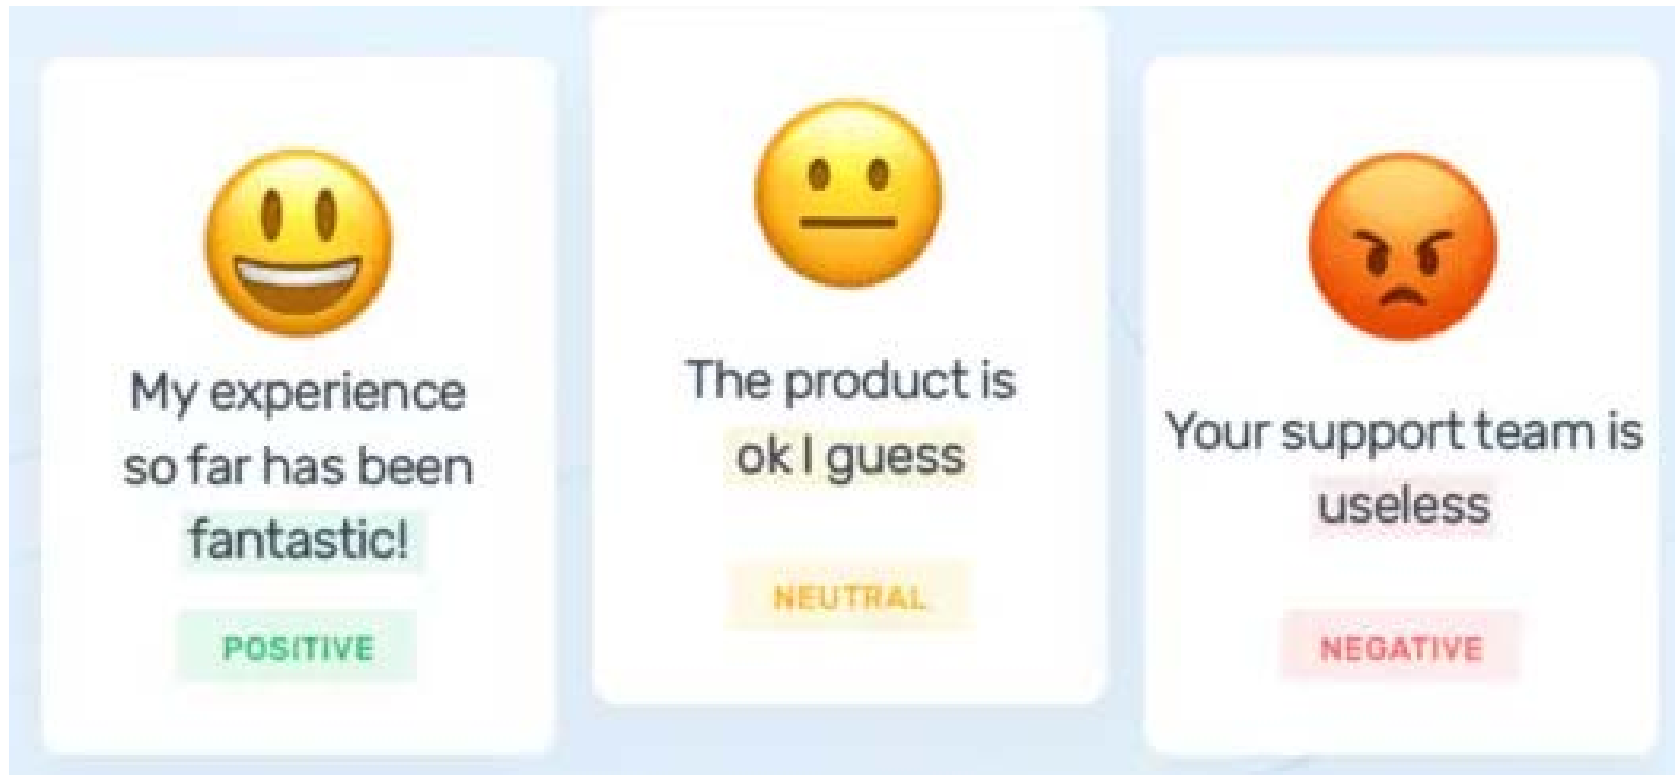 My experience
so far has been
fantastic!
POSITIVE
The product is
ok I guess
NEUTRAL
Your support team is
useless
NEGATIVE